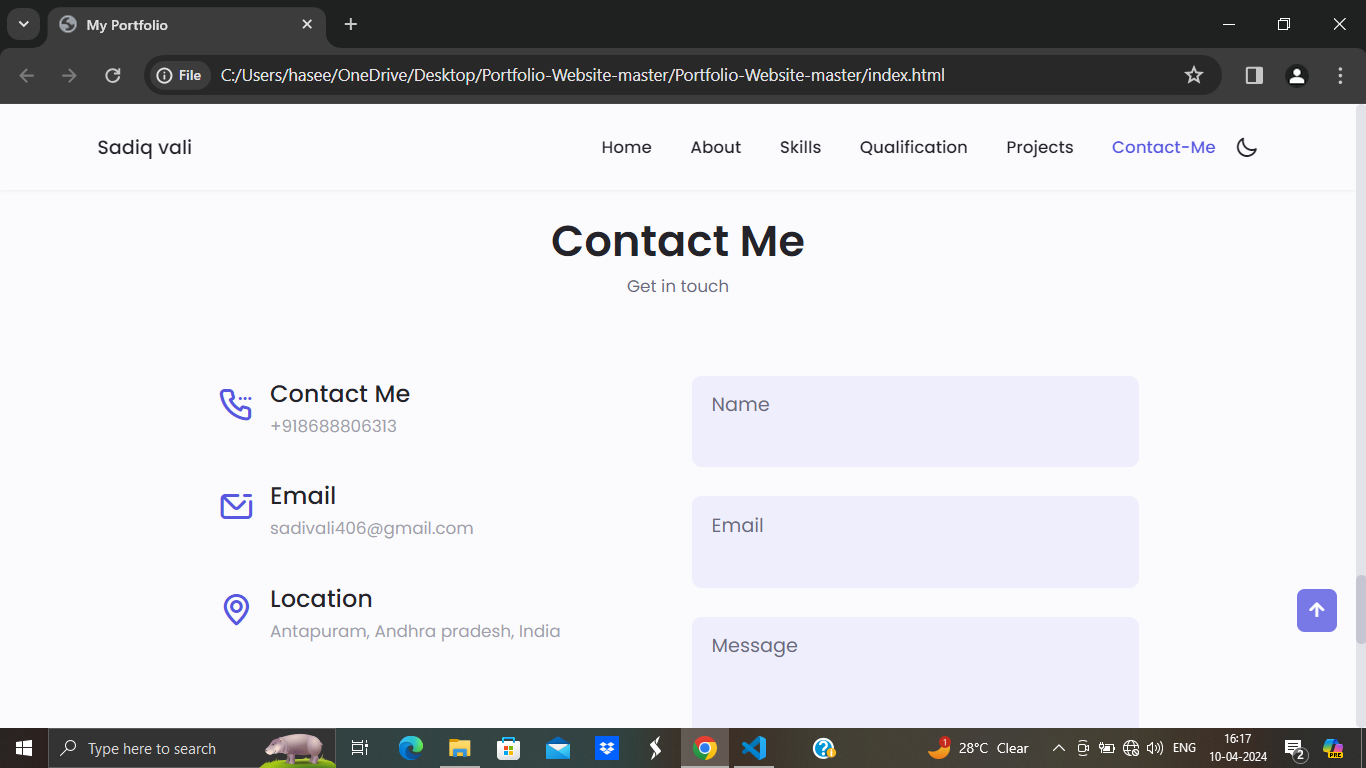 My Portfolio
File C:/Users/hasee/OneDrive/Desktop/Portfolio-Website-master/Portfolio-Website-master/index.html
Sadiq vali Home About Skills Qualification Projects Contact-Me
Contact Me
Get in touch
Contact Me
+918688806313
Email
sadivali406@gmail.com
Location
Antapuram, Andhra pradesh, India
Name
Email
Message
Type here to search 1 28°C Clear ENG 16:17
10-04-2024 2 PRE